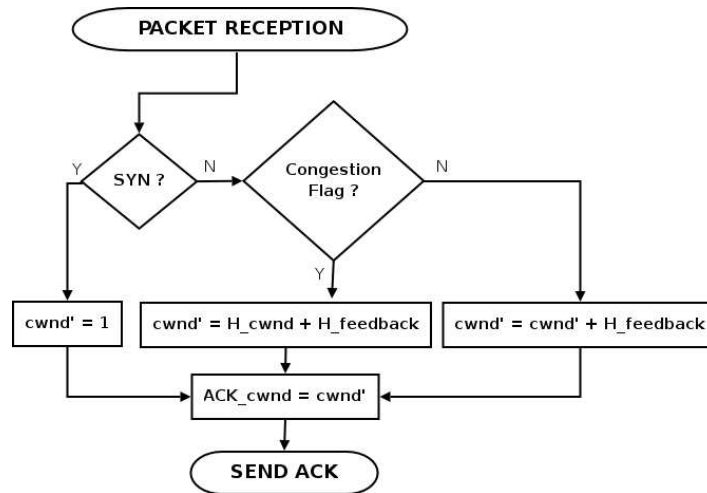 PACKET RECEPTION
Y
SYN ?
N
Congestion
Flag ?
N
Y
cwnd' = 1
cwnd' = H_cwnd + H_feedback
cwnd' = cwnd' + H_feedback
ACK_cwnd = cwnd'
SEND ACK